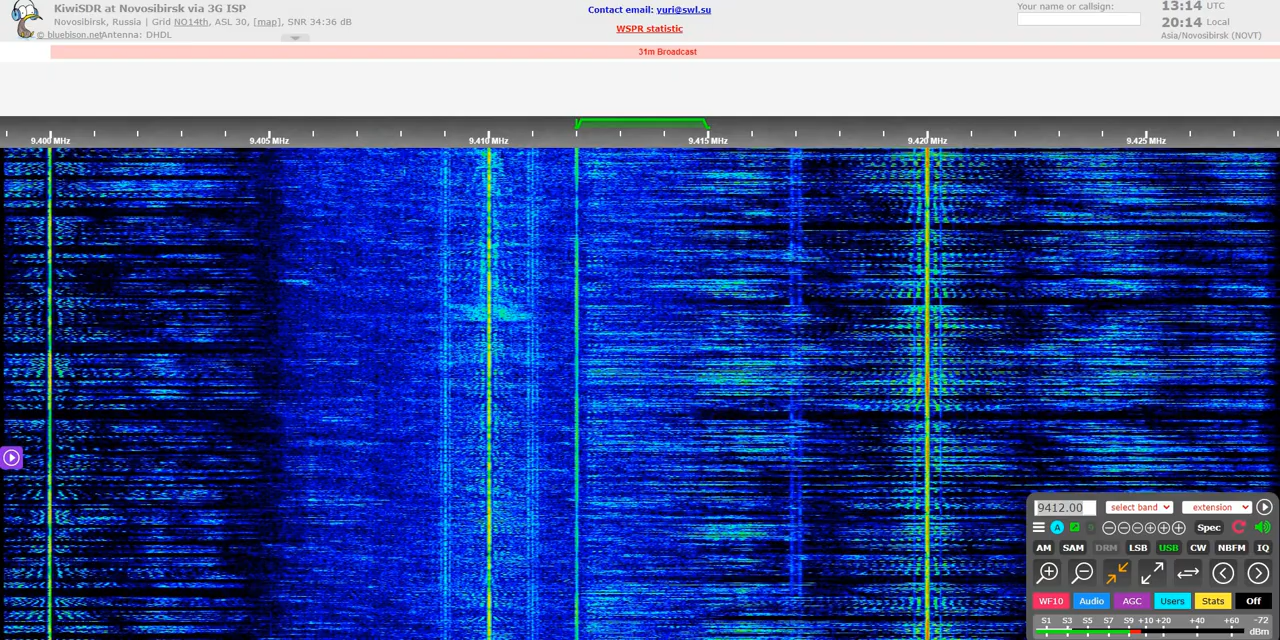 KiwiSDR at Novosibirsk via 3G ISP
Novosibirsk, Russia | Grid NO14th, ASL 30, [map], SNR 34:36 dB
© bluebison.net
Antenna: DHDL
Contact email: yuri@swl.su
WSPR statistic
Your name or callsign:
13:14 UTC
20:14 Local
Asia/Novosibirsk (NOVT)
31m Broadcast
9.400 MHz 9.405 MHz 9.410 MHz 9.415 MHz 9.420 MHz 9.425 MHz
9412.00 select band extension
A Spec
AM SAM DRM LSB USB CW NBFM IQ
WF10 Audio AGC Users Stats Off
S1 S3 S5 S7 S9 +10 +20 +40 +60 -72
dBm